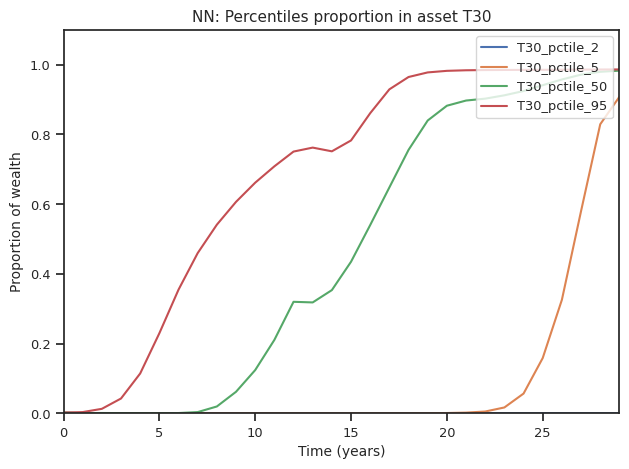 NN: Percentiles proportion in asset T30
T30_pctile_2
T30_pctile_5
T30_pctile_50
T30_pctile_95
Proportion of wealth
1.0
0.8
0.6
0.4
0.2
0.0
0 5 10 15 20 25
Time (years)